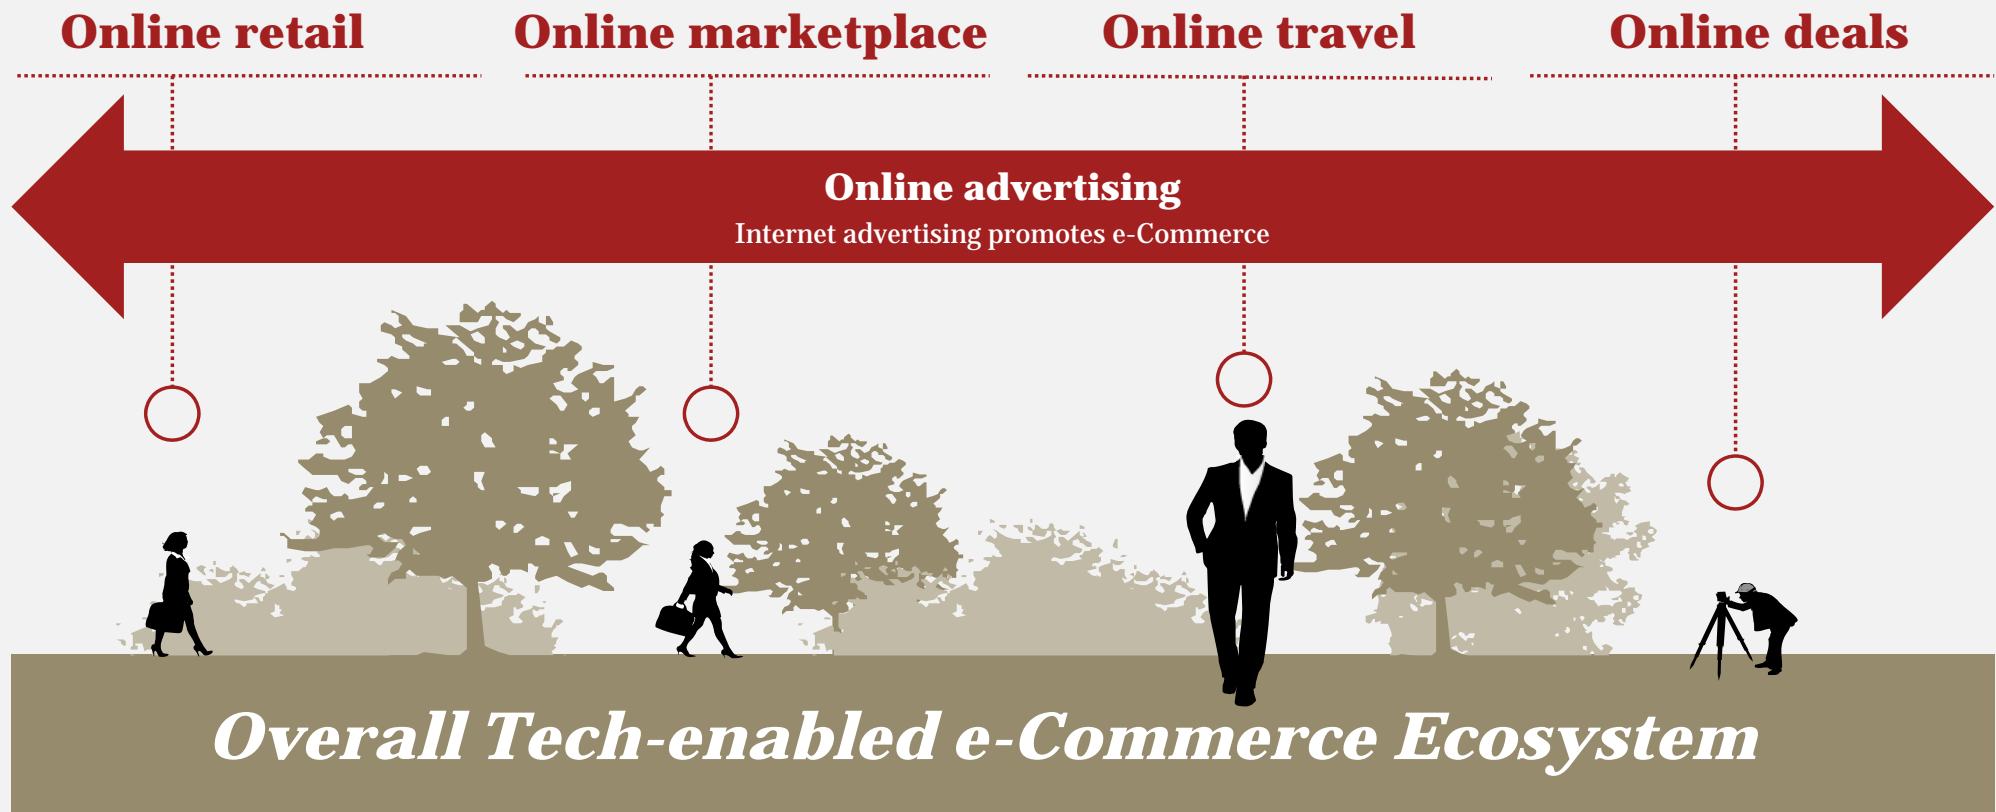 Online retail
Online marketplace
Online travel
Online deals
Online advertising
Internet advertising promotes e-Commerce
Overall Tech-enabled e-Commerce Ecosystem